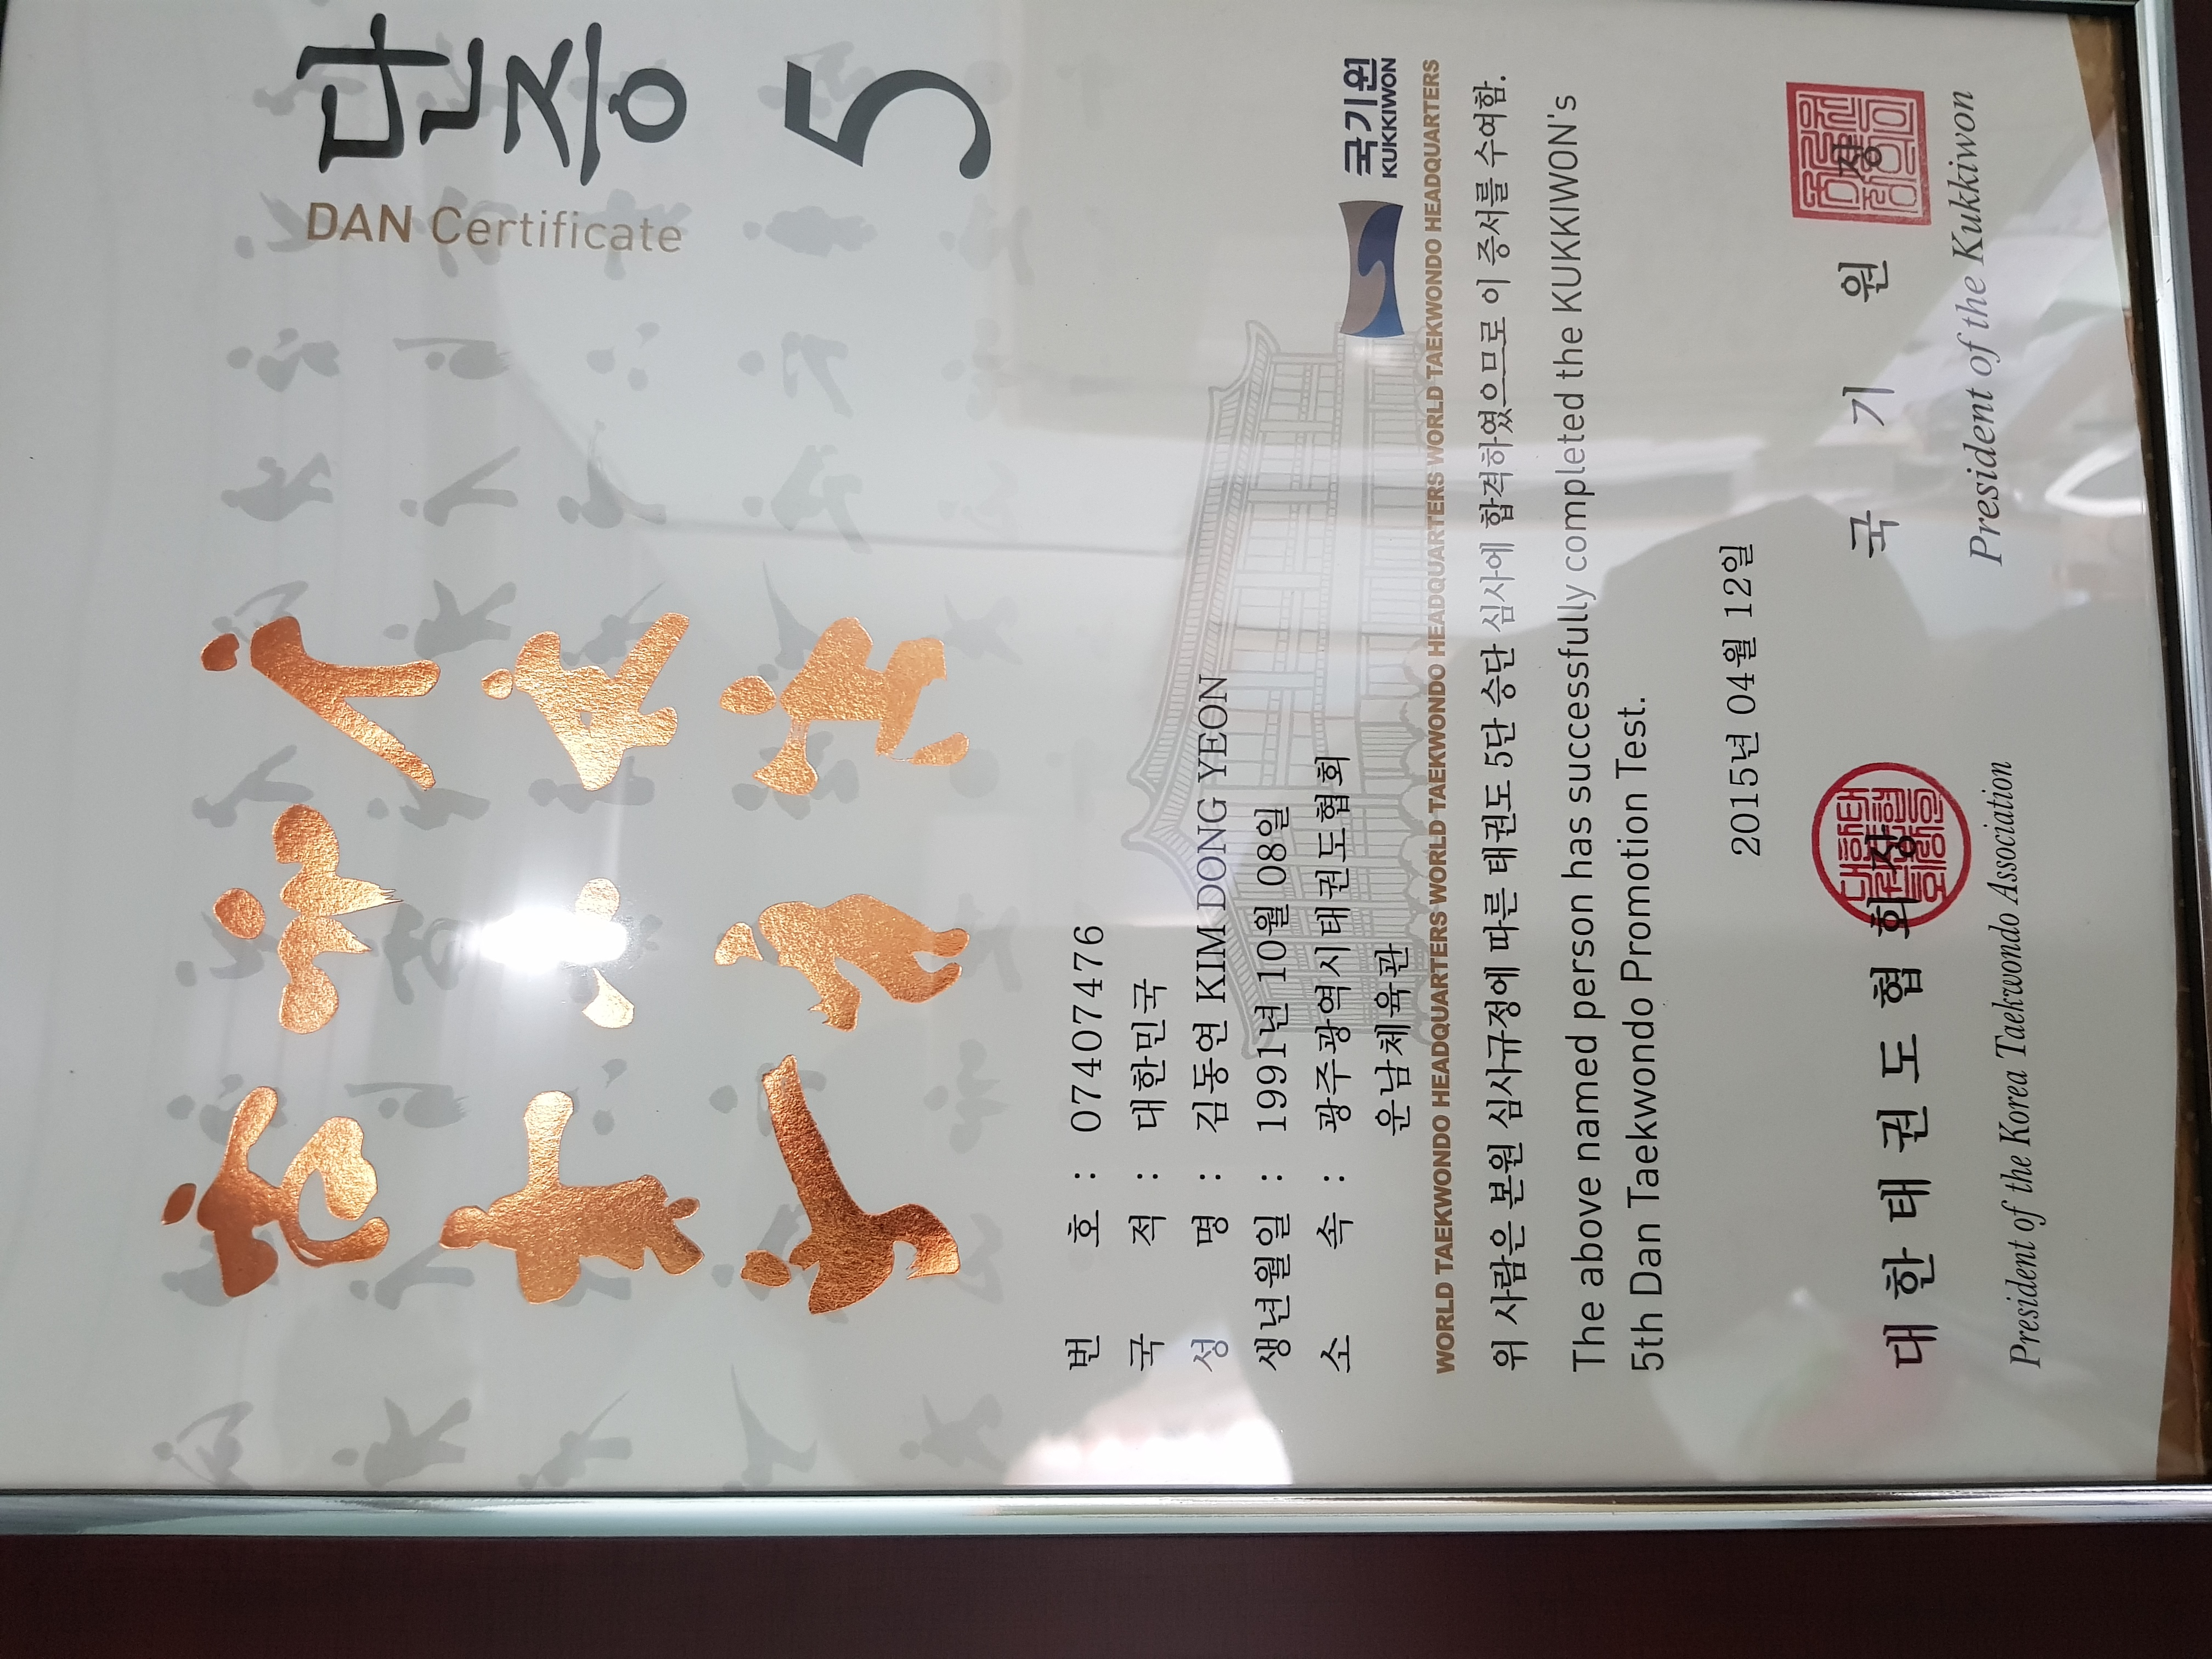 단증
DAN Certificate
5
번 호 : 07407476
국 적 : 대한민국
성 명 : 김동연 KIM DONG YEON
생년월일 : 1991년 10월 08일
소 속 : 광주광역시태권도협회
운남체육관
국기원
KUKKIWON
WORLD TAEKWONDO HEADQUARTERS WORLD TAEKWONDO HEADQUARTERS WORLD TAEKWONDO HEADQUARTERS WORLD TAEKWONDO HEADQUARTERS
위 사람은 본원 심사규정에 따른 태권도 5단 승단 심사에 합격하였으므로 이 증서를 수여함.
The above named person has successfully completed the KUKKIWON's
5th Dan Taekwondo Promotion Test.
2015년 04월 12일
대한태권도협회장 국 기 원 장
President of the Korea Taekwondo Association President of the Kukkiwon